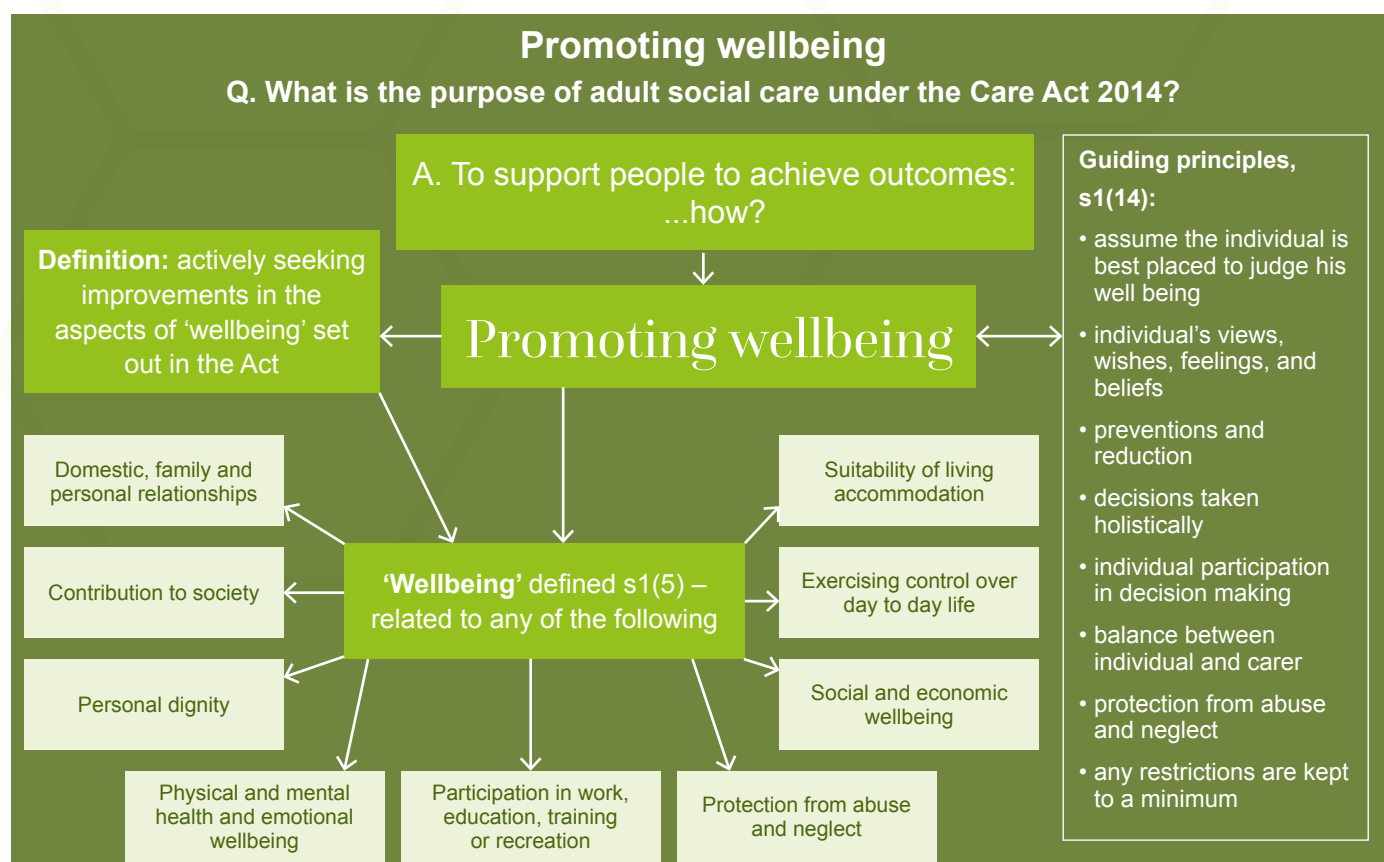 Promoting wellbeing
Q. What is the purpose of adult social care under the Care Act 2014?
A. To support people to achieve outcomes:
...how?
Definition: actively seeking
improvements in the
aspects of ‘wellbeing’ set
out in the Act
Promoting wellbeing
Guiding principles,
s1(14):
• assume the individual is
best placed to judge his
well being
• individual’s views,
wishes, feelings, and
beliefs
• preventions and
reduction
• decisions taken
holistically
• individual participation
in decision making
• balance between
individual and carer
• protection from abuse
and neglect
• any restrictions are kept
to a minimum
Domestic, family and
personal relationships
Contribution to society
Personal dignity
‘Wellbeing’ defined s1(5) –
related to any of the following
Suitability of living
accommodation
Exercising control over
day to day life
Social and economic
wellbeing
Physical and mental
health and emotional
wellbeing
Participation in work,
education, training
or recreation
Protection from abuse
and neglect